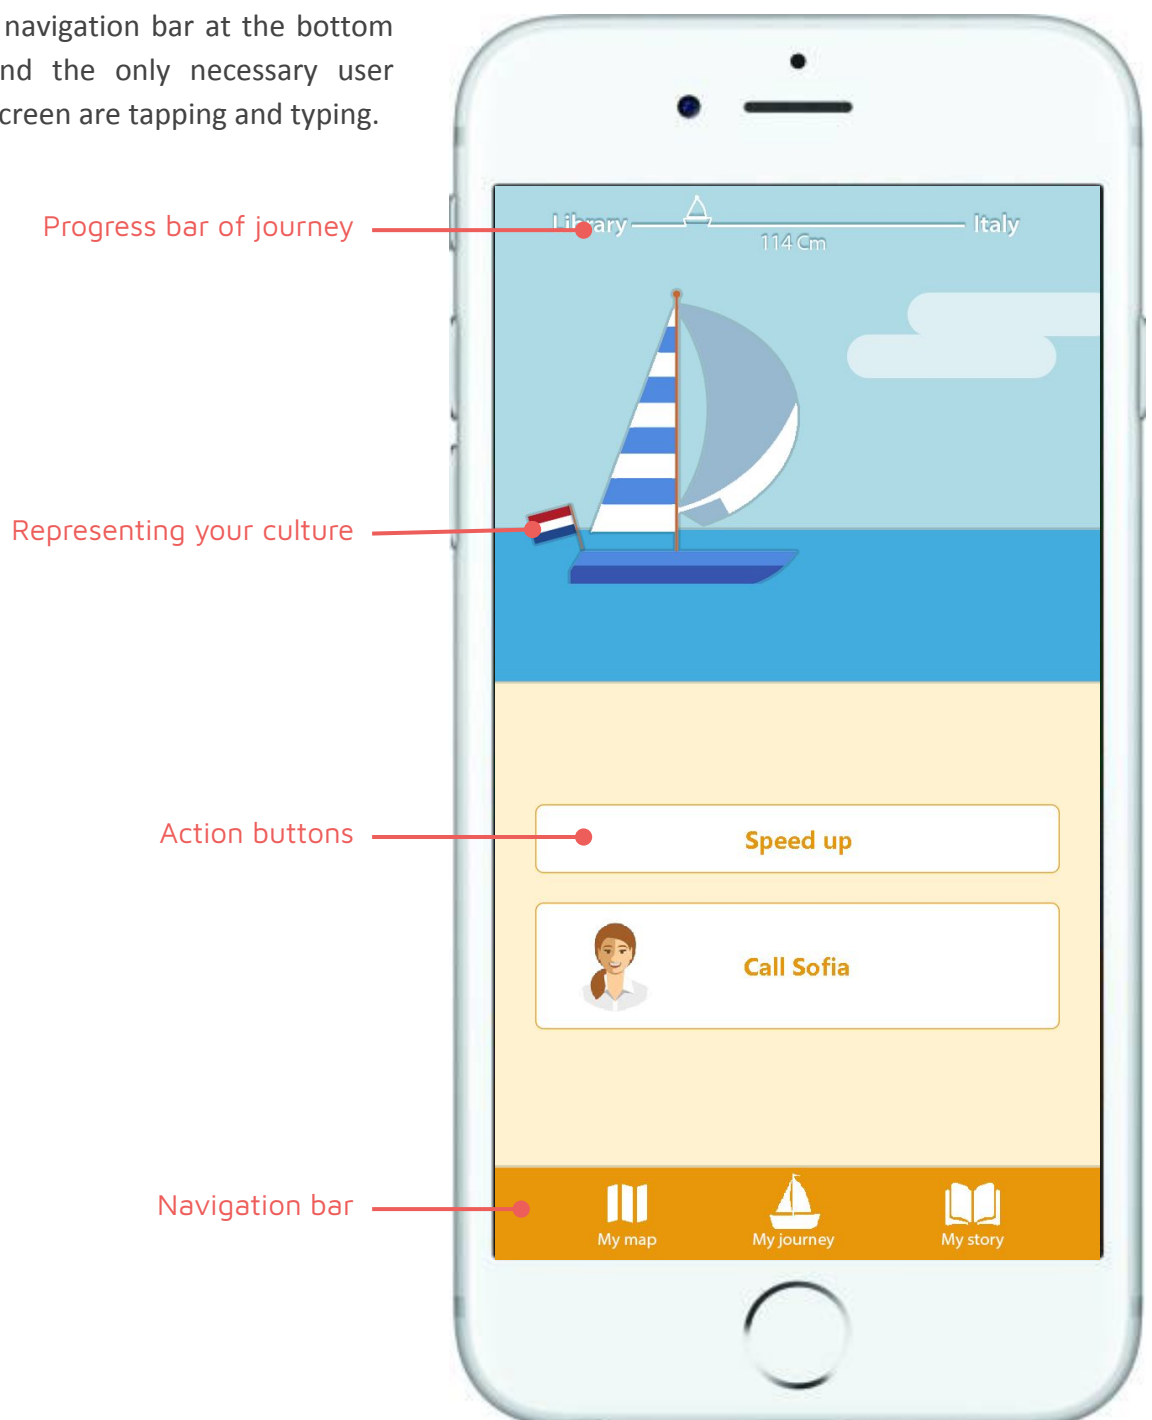 navigation bar at the bottom
the only necessary user
are tapping and typing.
Library
Italy
114 Cm
Progress bar of journey
Representing your culture
Action buttons
Speed up
Call Sofia
Navigation bar
My map
My journey
My story